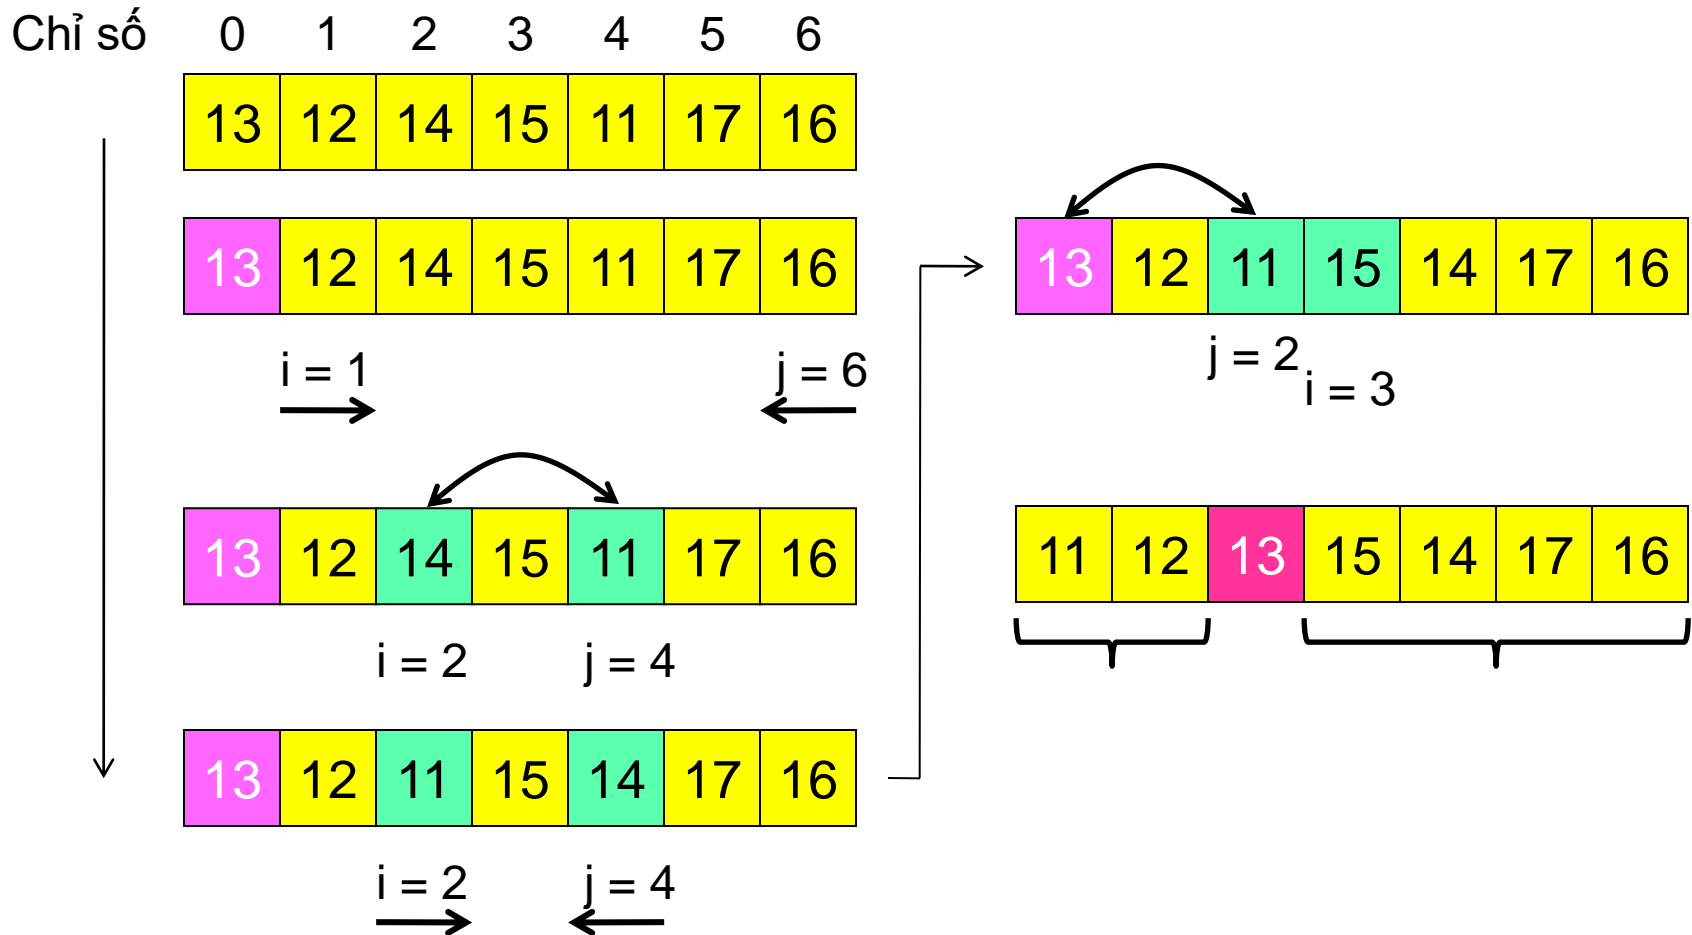 Chỉ số 0 1 2 3 4 5 6
13 12 14 15 11 17 16
13 12 14 15 11 17 16
i = 1 j = 6
13 12 14 15 11 17 16
i = 2 j = 4
13 12 11 15 14 17 16
i = 2 j = 4
13 12 11 15 14 17 16
j = 2
i = 3
11 12 13 15 14 17 16